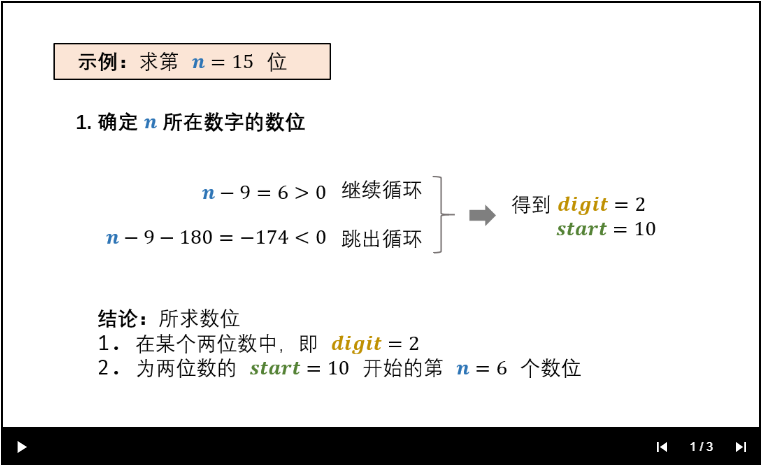 示例：求第 n = 15 位
1. 确定 n 所在数字的数位
n − 9 = 6 > 0 继续循环
n − 9 − 180 = −174 < 0 跳出循环
得到 digit = 2
start = 10
结论：所求数位
1. 在某个两位数中，即 digit = 2
2. 为两位数的 start = 10 开始的第 n = 6 个数位
1 / 3